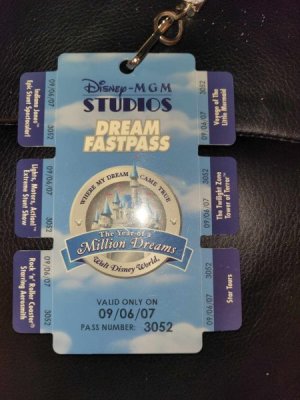 Disney-MGM
STUDIOS
DREAM
FASTPASS
WHERE MY DREAM CAME TRUE
The Year of a
Million Dreams
Walt Disney World
VALID ONLY ON
09/06/07
PASS NUMBER: 3052
09/06/07 3052
Indiana Jones™
Epic Stunt Spectacular!
09/06/07 3052
Lights, Motors, Action!™
Extreme Stunt Show
09/06/07 3052
Rock 'n' Roller Coaster®
Starring Aerosmith
09/06/07 3052
Voyage of The
Little Mermaid
09/06/07 3052
The Twilight Zone
Tower of Terror™
09/06/07 3052
Star Tours